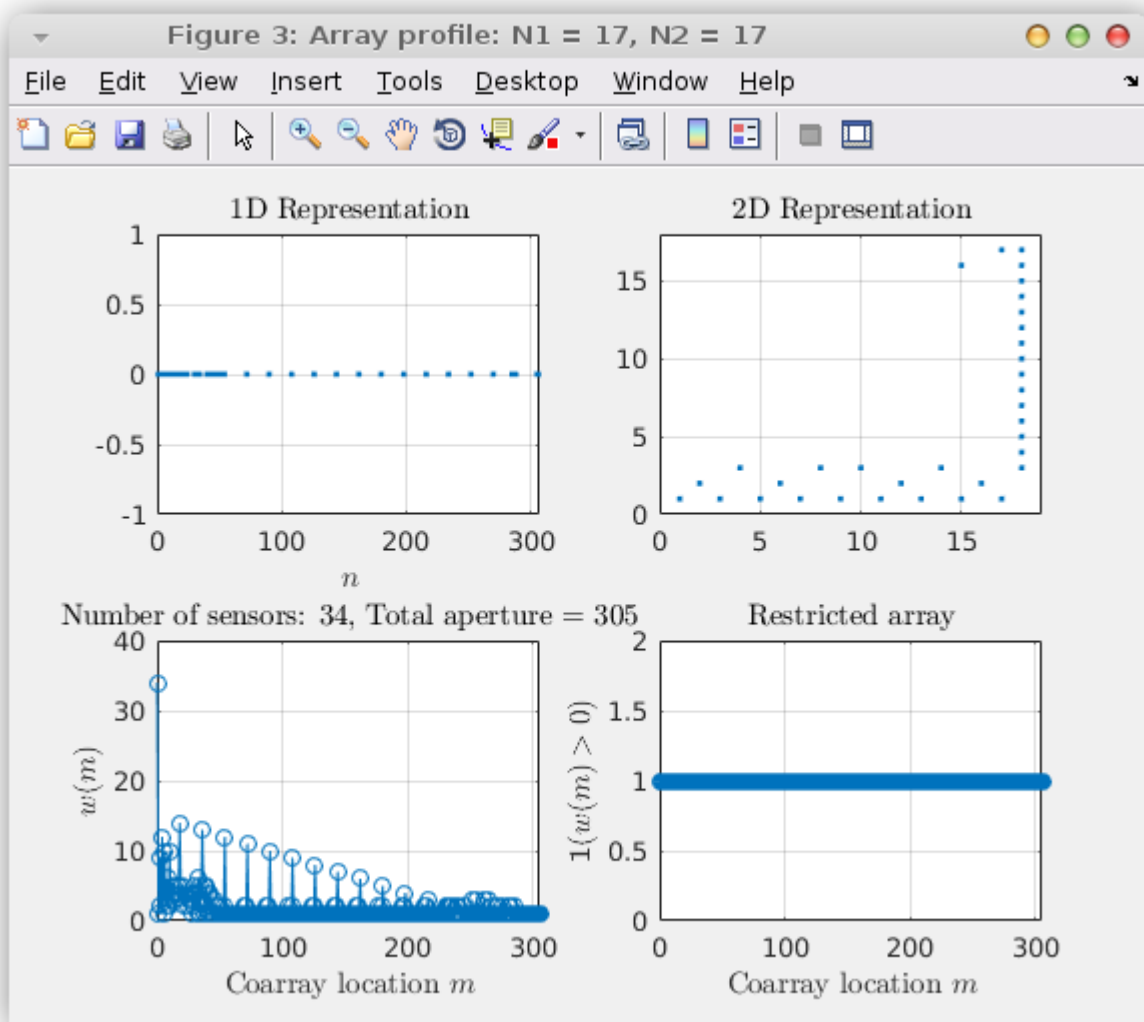 Figure 3: Array profile: N1 = 17, N2 = 17
File Edit View Insert Tools Desktop Window Help
1D Representation
1
0.5
0
-0.5
-1
0 100 200 300
n
2D Representation
15
10
5
0
0 5 10 15
Number of sensors: 34, Total aperture = 305
40
30
20
10
0
w(m)
0 100 200 300
Coarray location m
Restricted array
2
1.5
1
0.5
0
1(w(m) > 0)
0 100 200 300
Coarray location m